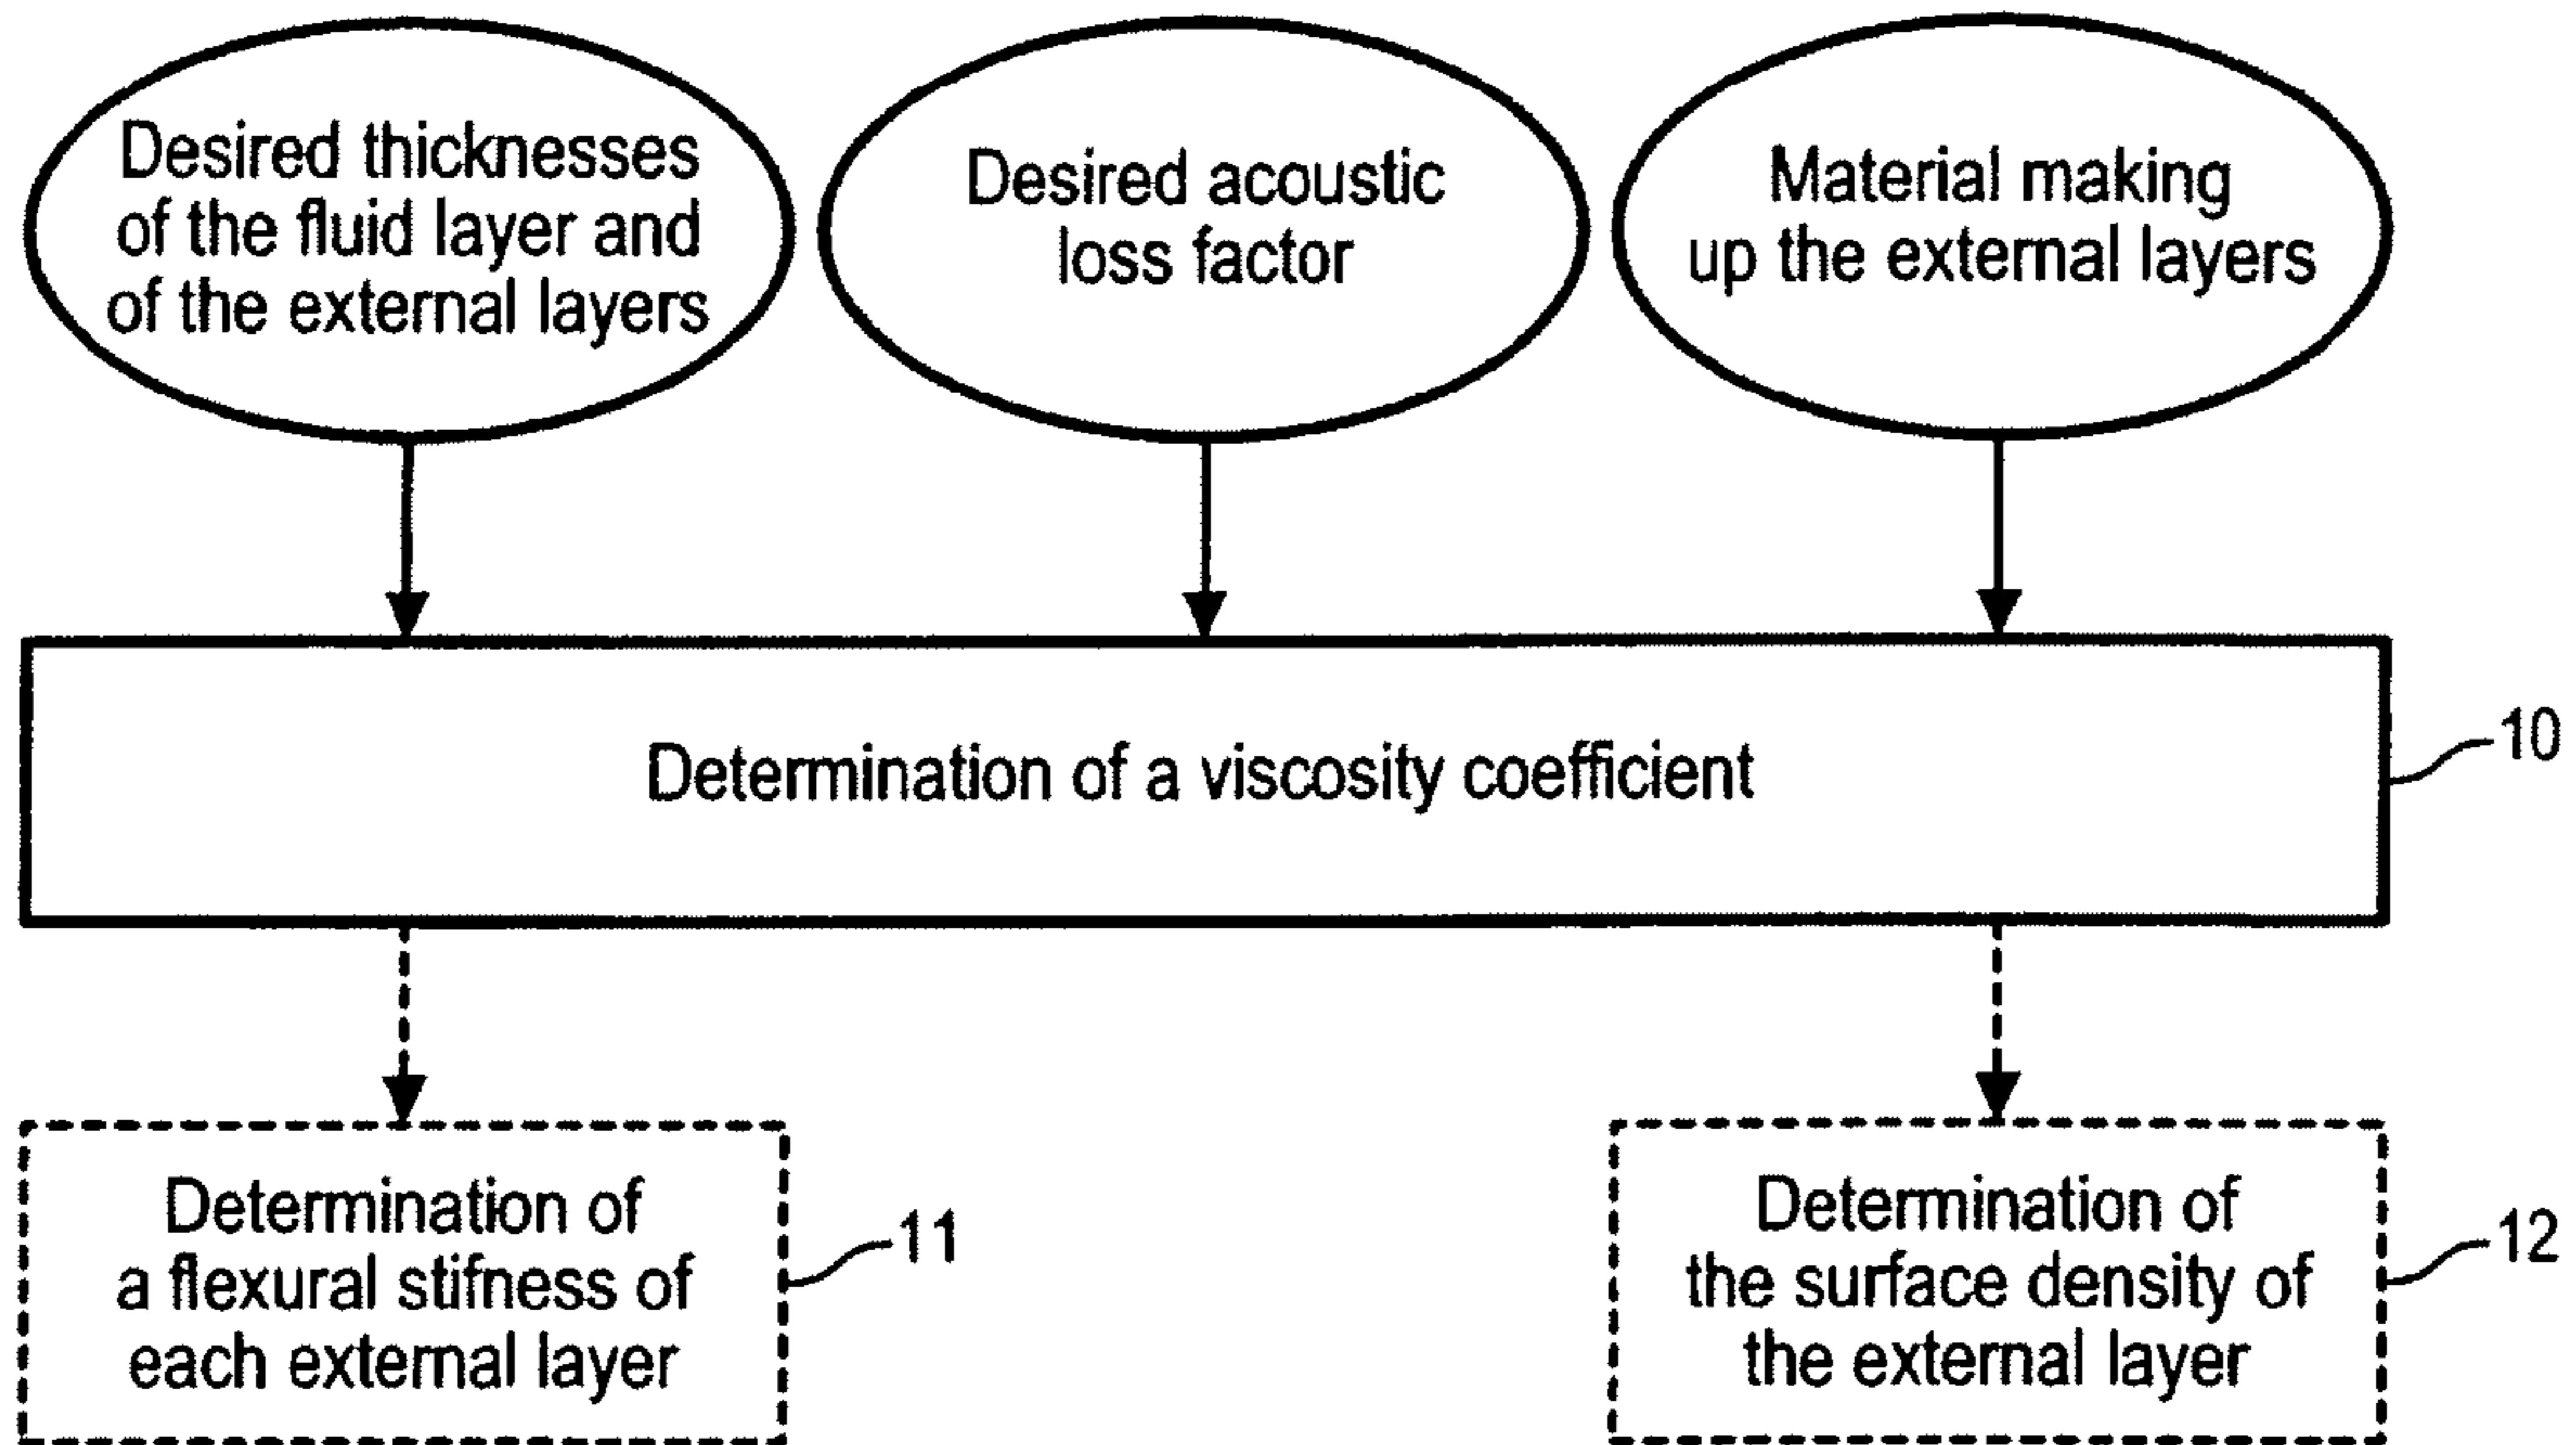 Desired thicknesses
of the fluid layer and
of the external layers
Desired acoustic
loss factor
Material making
up the external layers
Determination of a viscosity coefficient
10
Determination of
a flexural stifness of
each external layer
11
Determination of
the surface density of
the external layer
12